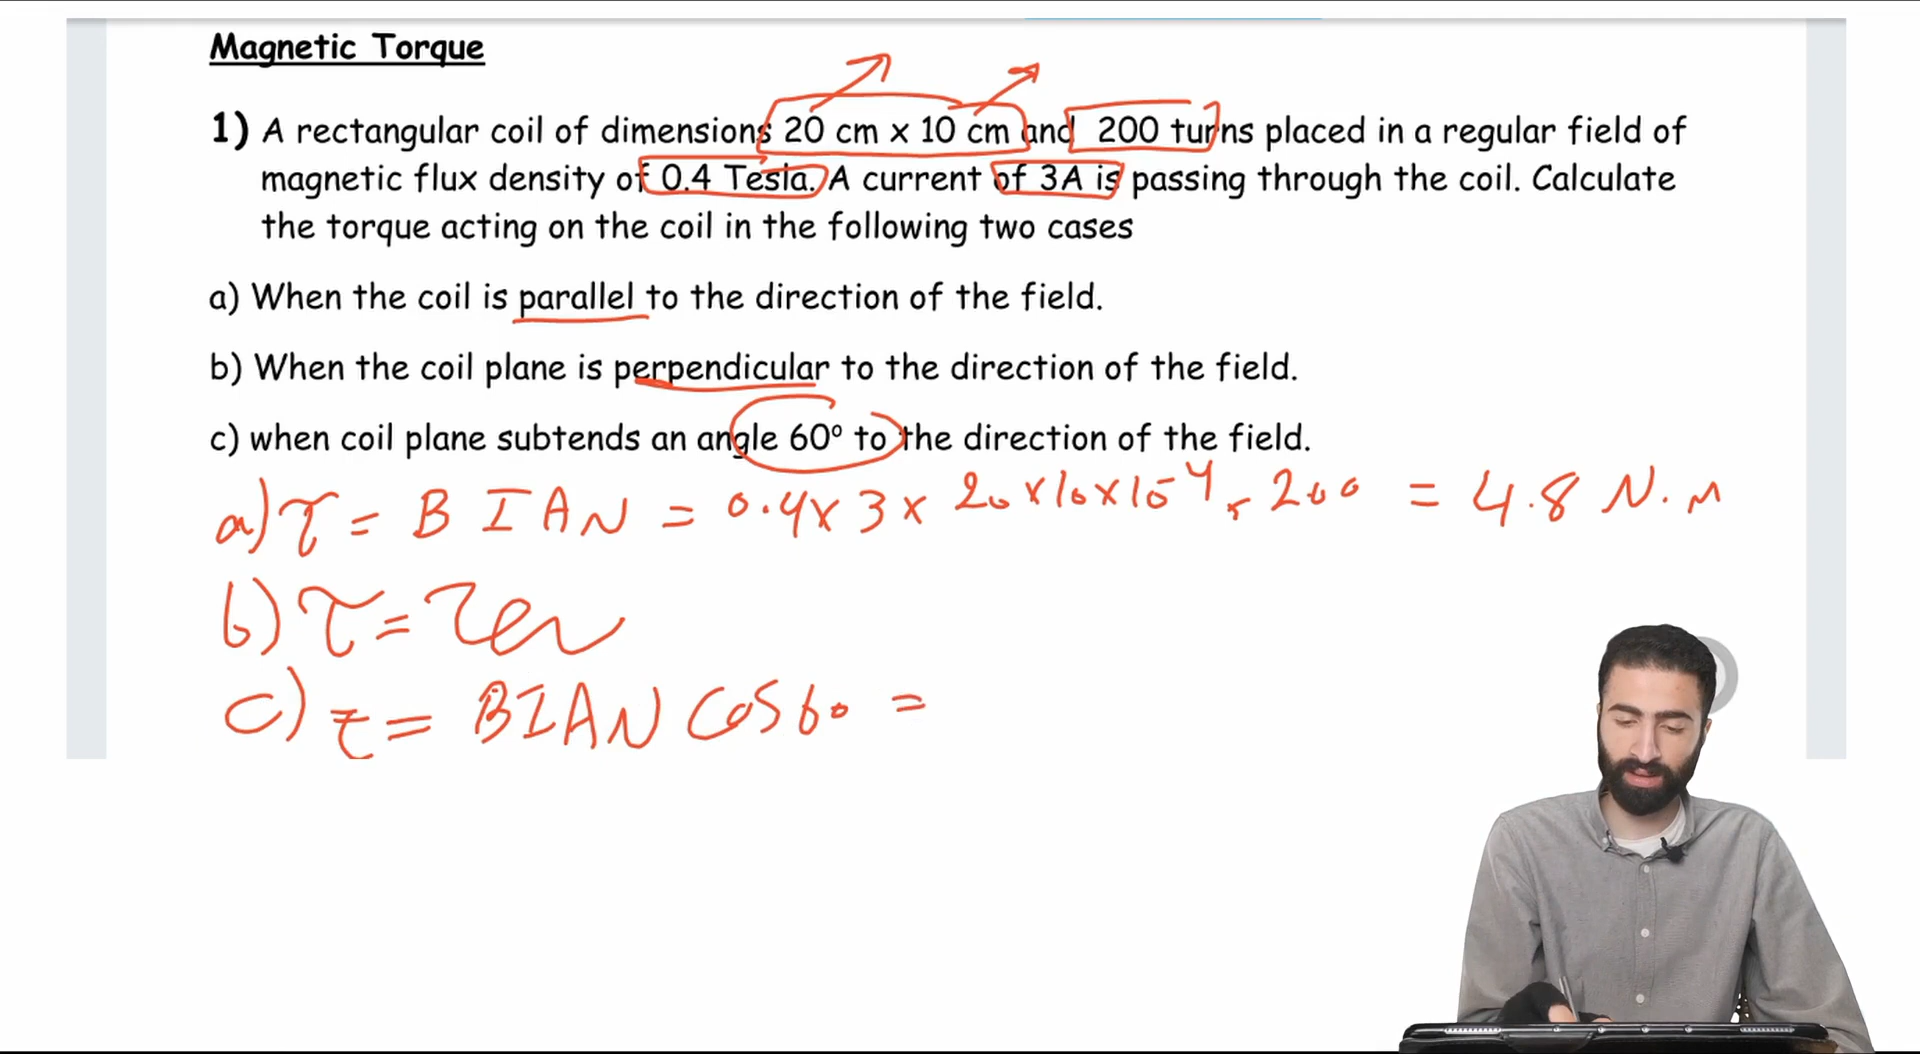 Magnetic Torque
1) A rectangular coil of dimensions 20 cm x 10 cm and 200 turns placed in a regular field of
magnetic flux density of 0.4 Tesla. A current of 3A is passing through the coil. Calculate
the torque acting on the coil in the following two cases
a) When the coil is parallel to the direction of the field.
b) When the coil plane is perpendicular to the direction of the field.
c) when coil plane subtends an angle 60° to the direction of the field.
a) τ = B I A N = 0.4 × 3 × 20 × 10 × 10⁻⁴ × 200 = 4.8 N.m
b) τ = Zero
c) τ = BIAN Cos 60 =